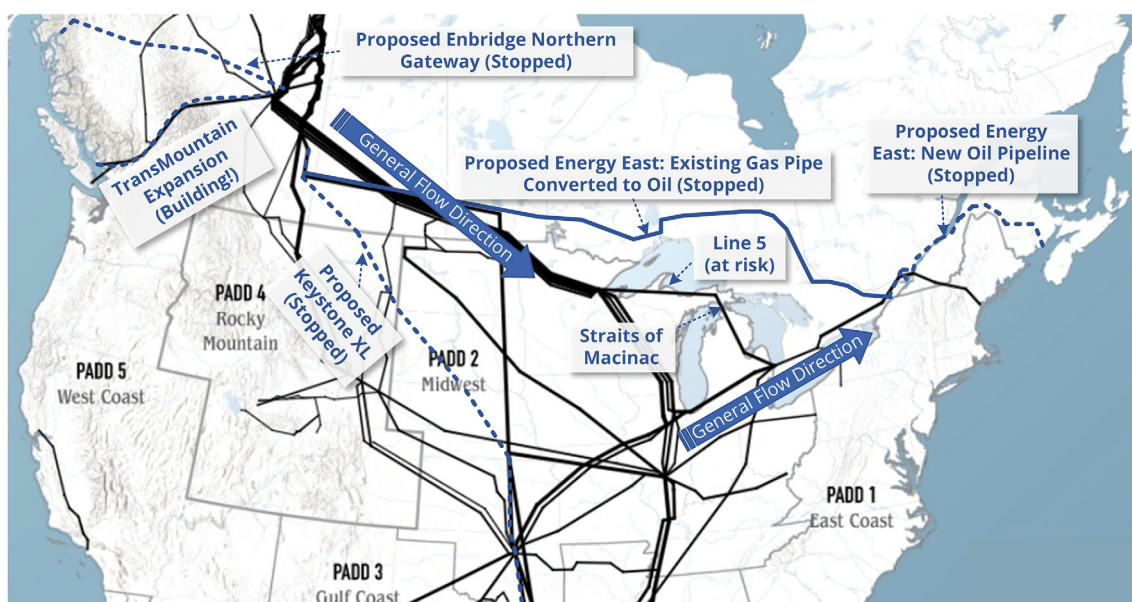 Proposed Enbridge Northern
Gateway (Stopped)
TransMountain
Expansion
(Building!)
General Flow Direction
Proposed Energy East: Existing Gas Pipe
Converted to Oil (Stopped)
Proposed Energy
East: New Oil Pipeline
(Stopped)
Line 5
(at risk)
Proposed
Keystone XL
(Stopped)
Straits of
Macinac
General Flow Direction
PADD 4
Rocky
Mountain
PADD 2
Midwest
PADD 5
West Coast
PADD 1
East Coast
PADD 3
Gulf Coast